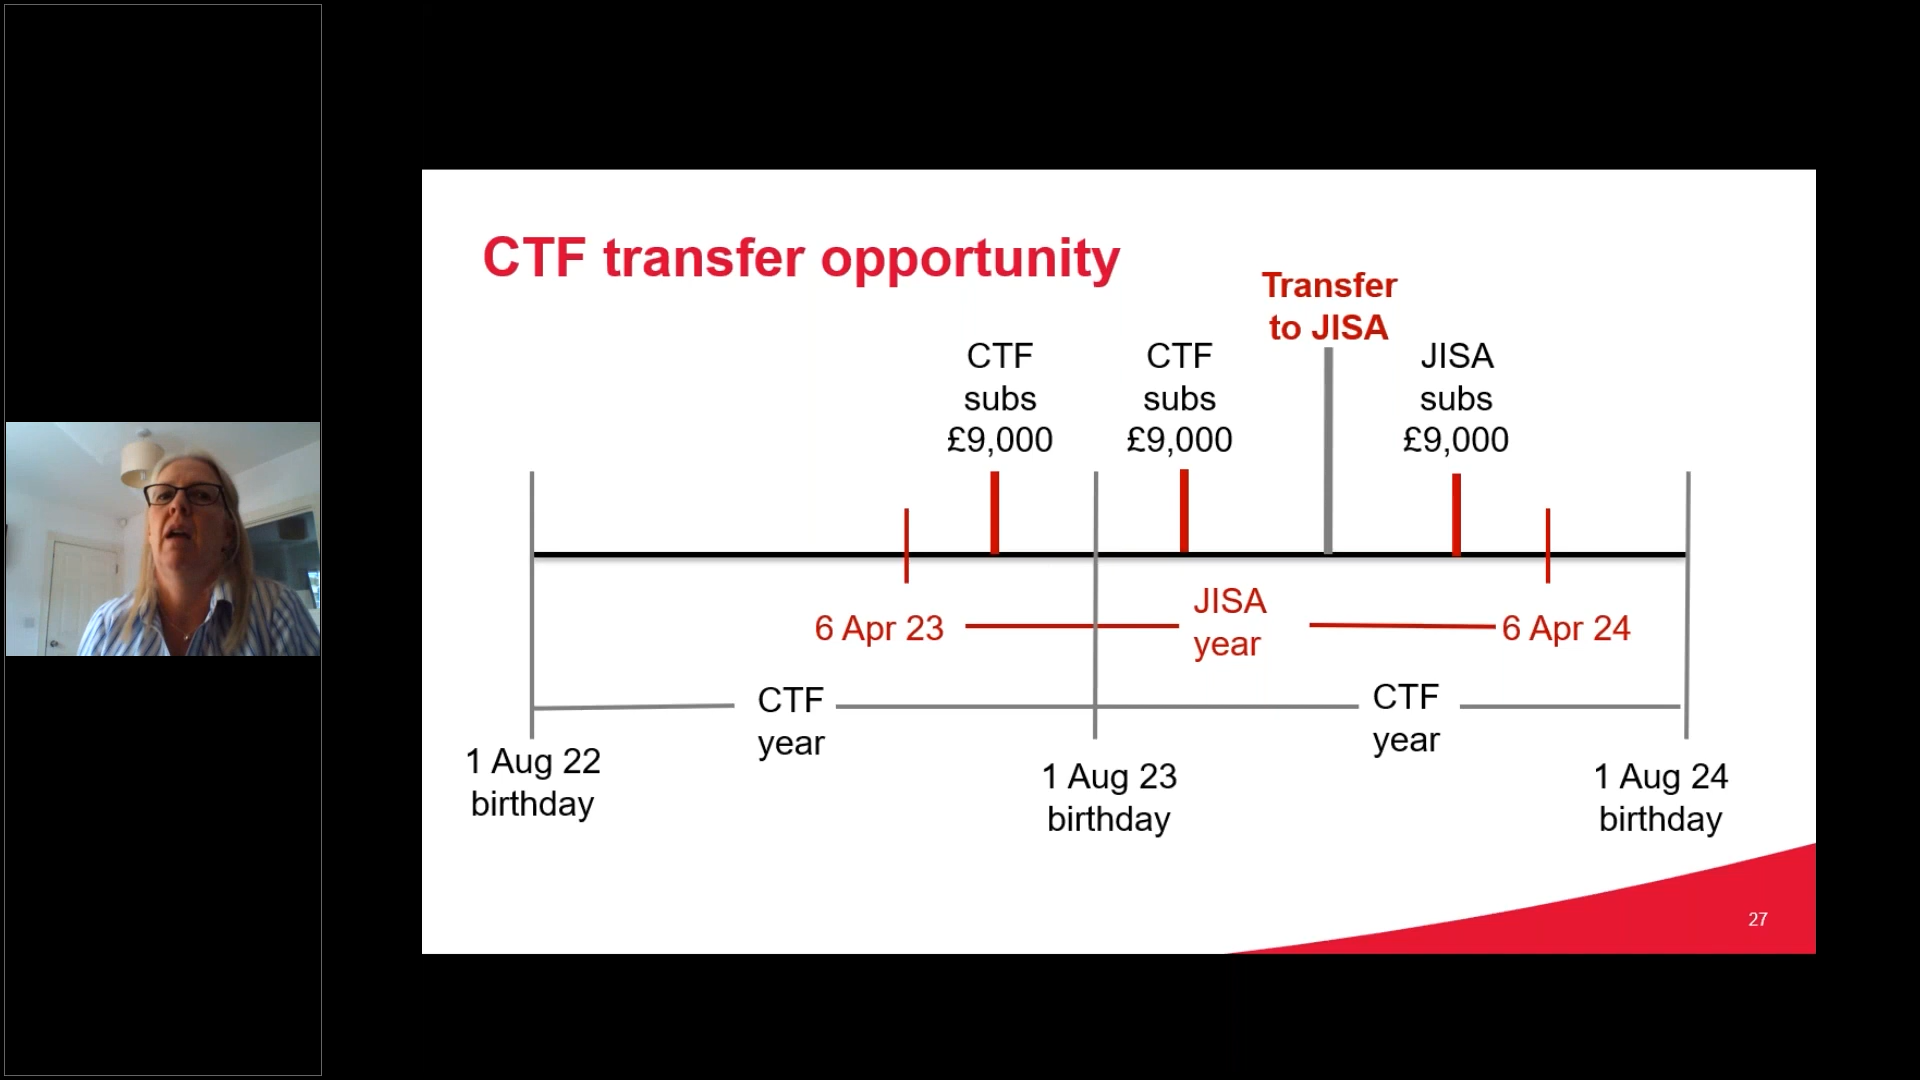 CTF transfer opportunity
Transfer
to JISA
CTF
subs
£9,000
CTF
subs
£9,000
JISA
subs
£9,000
6 Apr 23
JISA
year
6 Apr 24
CTF
year
CTF
year
1 Aug 22
birthday
1 Aug 23
birthday
1 Aug 24
birthday
27